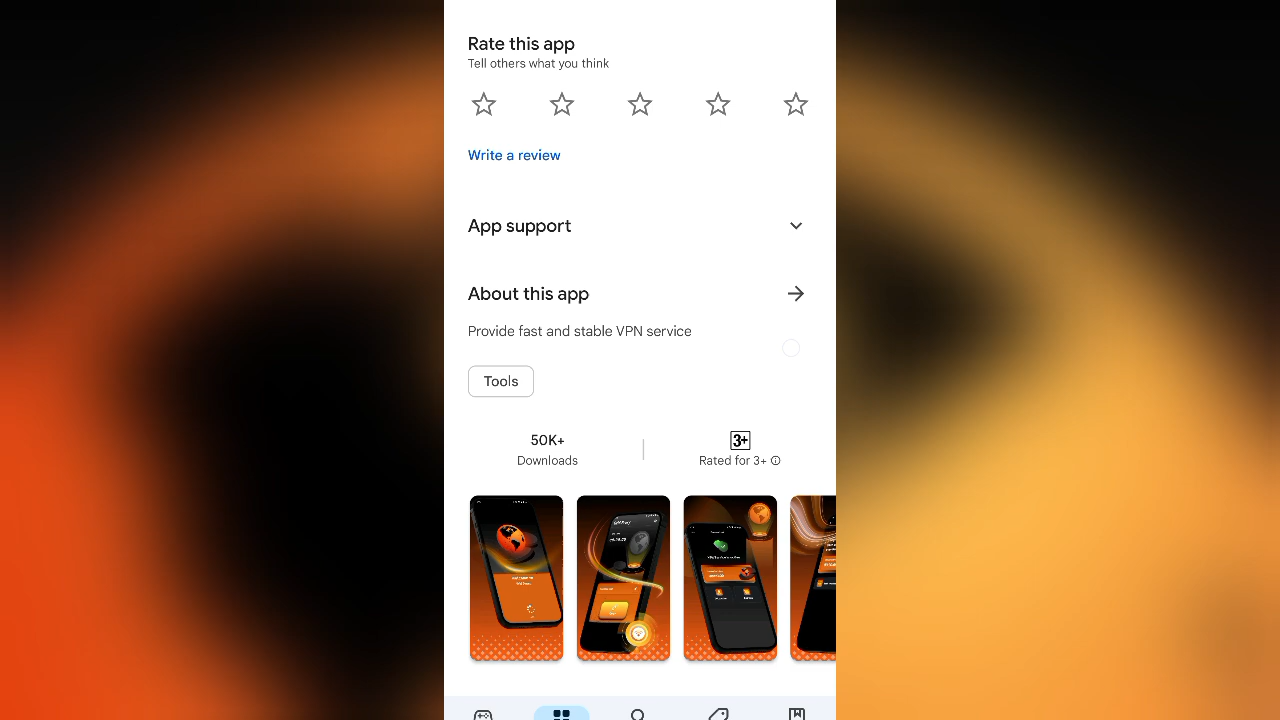 Rate this app
Tell others what you think
Write a review
App support
About this app
Provide fast and stable VPN service
Tools
50K+
Downloads
3+
Rated for 3+